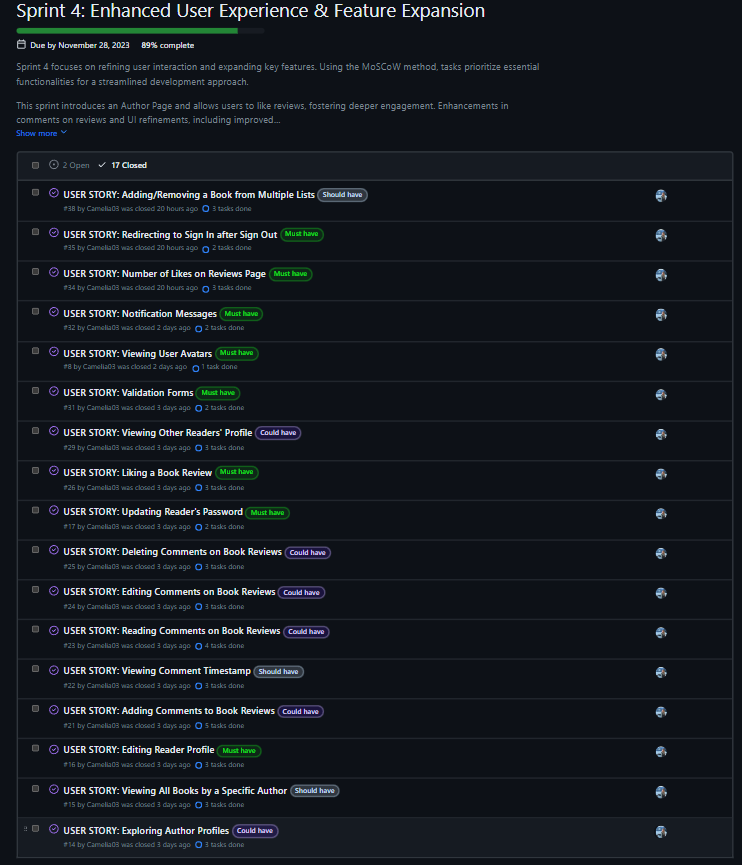 Sprint 4: Enhanced User Experience & Feature Expansion
Due by November 28, 2023 89% complete
Sprint 4 focuses on refining user interaction and expanding key features. Using the MoSCoW method, tasks prioritize essential
functionalities for a streamlined development approach.
This sprint introduces an Author Page and allows users to like reviews, fostering deeper engagement. Enhancements in
comments on reviews and UI refinements, including improved...
Show more
2 Open 17 Closed
USER STORY: Adding/Removing a Book from Multiple Lists Should have
#38 by Camelia03 was closed 20 hours ago 3 tasks done
USER STORY: Redirecting to Sign In after Sign Out Must have
#35 by Camelia03 was closed 20 hours ago 2 tasks done
USER STORY: Number of Likes on Reviews Page Must have
#34 by Camelia03 was closed 20 hours ago 3 tasks done
USER STORY: Notification Messages Must have
#32 by Camelia03 was closed 2 days ago 2 tasks done
USER STORY: Viewing User Avatars Must have
#8 by Camelia03 was closed 2 days ago 1 task done
USER STORY: Validation Forms Must have
#31 by Camelia03 was closed 3 days ago 2 tasks done
USER STORY: Viewing Other Readers' Profile Could have
#29 by Camelia03 was closed 3 days ago 3 tasks done
USER STORY: Liking a Book Review Must have
#26 by Camelia03 was closed 3 days ago 3 tasks done
USER STORY: Updating Reader's Password Must have
#17 by Camelia03 was closed 3 days ago 2 tasks done
USER STORY: Deleting Comments on Book Reviews Could have
#25 by Camelia03 was closed 3 days ago 3 tasks done
USER STORY: Editing Comments on Book Reviews Could have
#24 by Camelia03 was closed 3 days ago 3 tasks done
USER STORY: Reading Comments on Book Reviews Could have
#23 by Camelia03 was closed 3 days ago 4 tasks done
USER STORY: Viewing Comment Timestamp Should have
#22 by Camelia03 was closed 3 days ago 3 tasks done
USER STORY: Adding Comments to Book Reviews Could have
#21 by Camelia03 was closed 3 days ago 5 tasks done
USER STORY: Editing Reader Profile Must have
#16 by Camelia03 was closed 3 days ago 3 tasks done
USER STORY: Viewing All Books by a Specific Author Should have
#15 by Camelia03 was closed 3 days ago 3 tasks done
USER STORY: Exploring Author Profiles Could have
#14 by Camelia03 was closed 3 days ago 3 tasks done